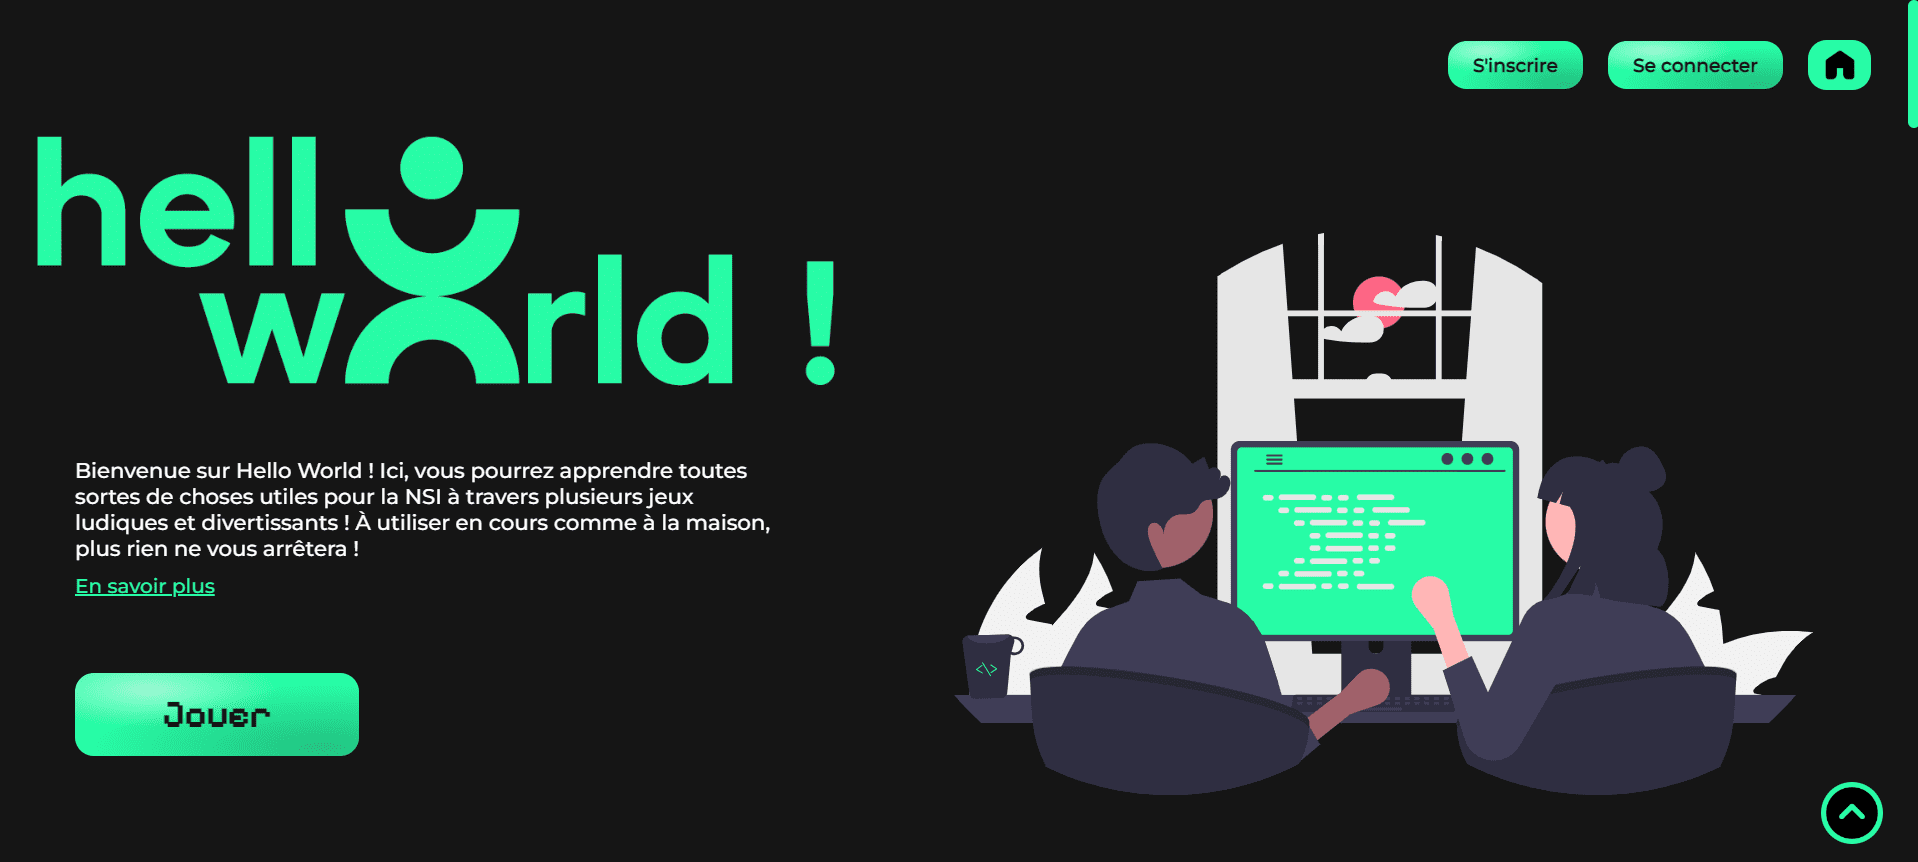 S'inscrire
Se connecter
hello
world !
Bienvenue sur Hello World ! Ici, vous pourrez apprendre toutes
sortes de choses utiles pour la NSI à travers plusieurs jeux
ludiques et divertissants ! À utiliser en cours comme à la maison,
plus rien ne vous arrêtera !
En savoir plus
<\>
Jouer